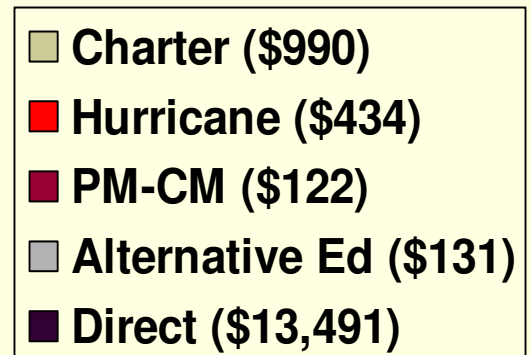 Charter ($990)
Hurricane ($434)
PM-CM ($122)
Alternative Ed ($131)
Direct ($13,491)